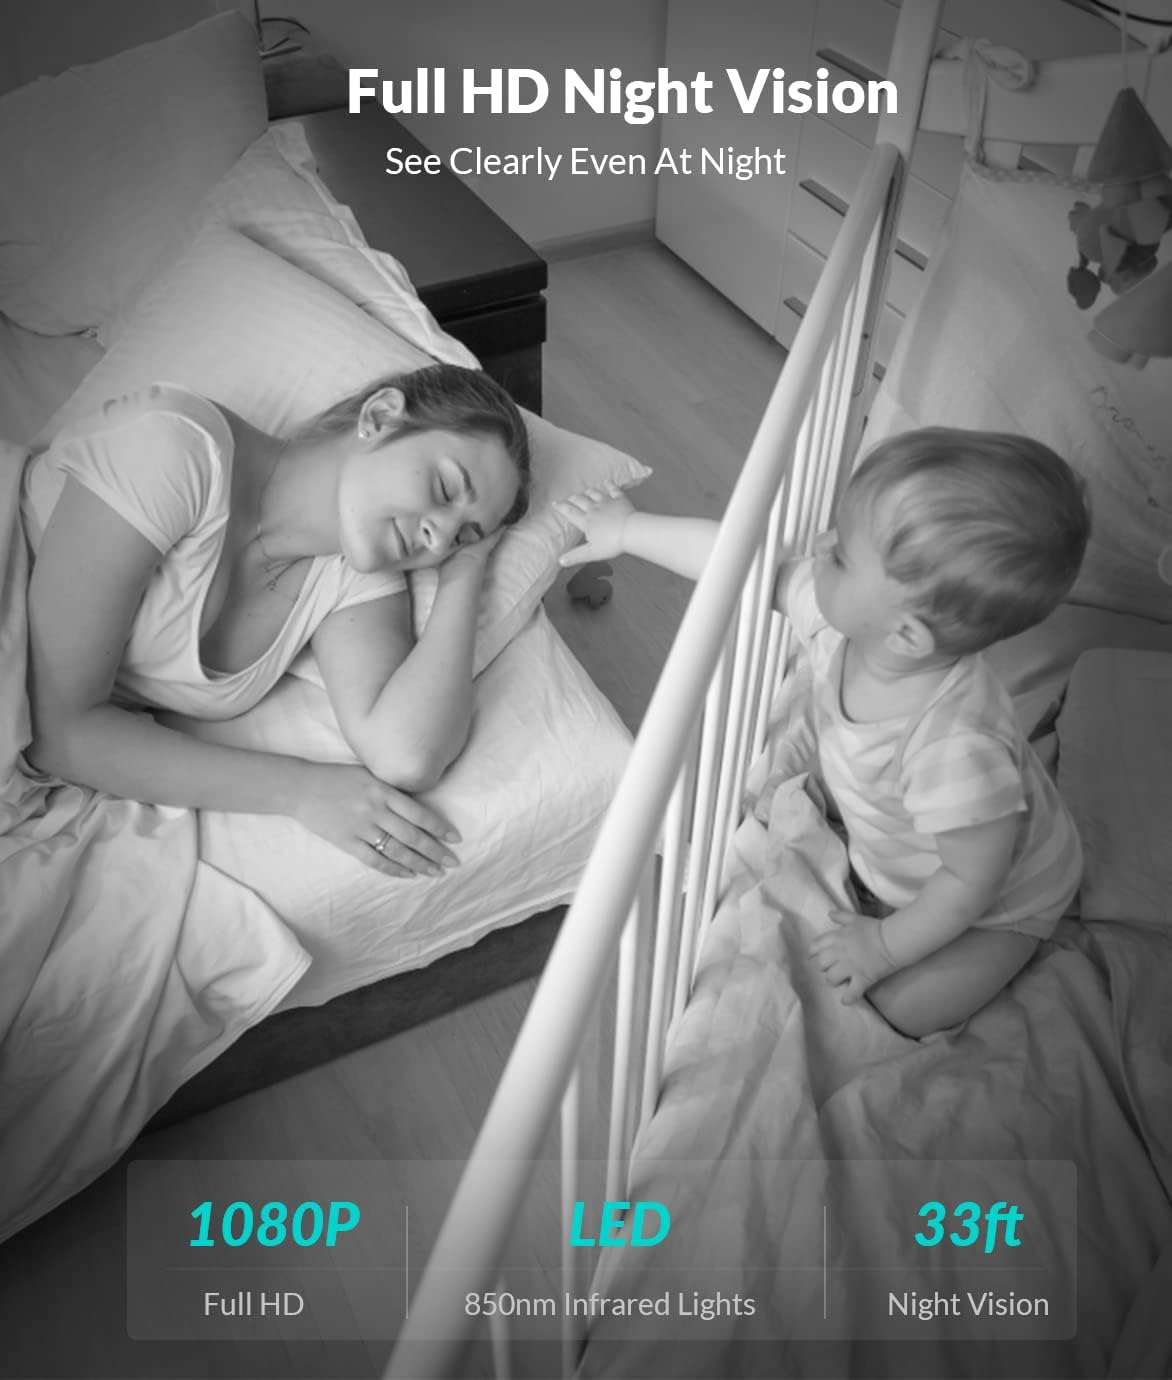 Full HD Night Vision
See Clearly Even At Night
1080P
Full HD
LED
850nm Infrared Lights
33ft
Night Vision